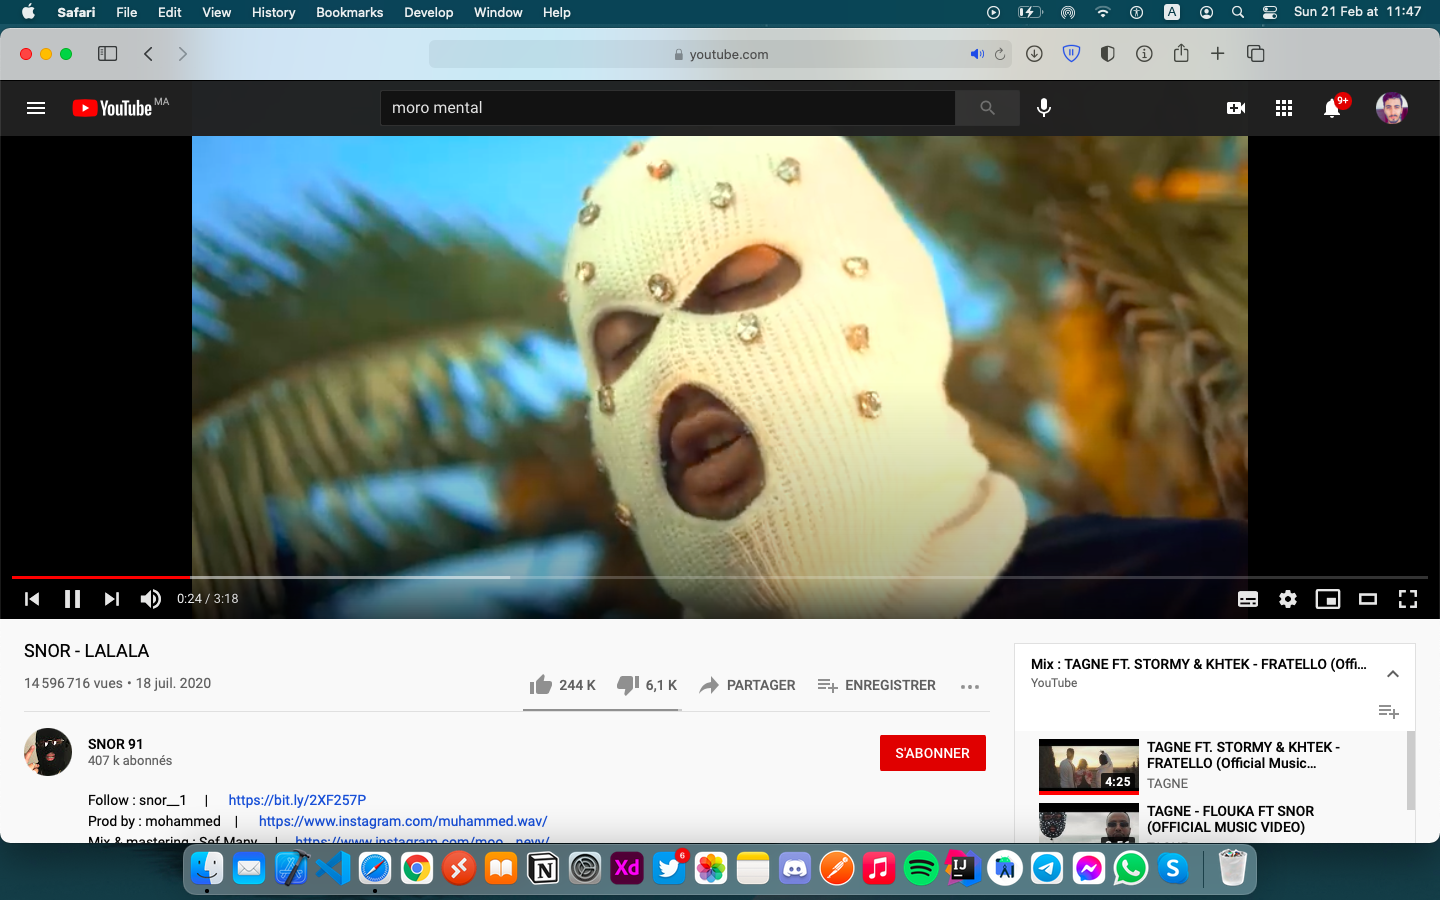 Safari File Edit View History Bookmarks Develop Window Help A Sun 21 Feb at 11:47
youtube.com
YouTube MA
moro mental
9+
0:24 / 3:18
SNOR - LALALA
14 596 716 vues • 18 juil. 2020
244 K 6,1 K PARTAGER ENREGISTRER
SNOR 91
407 k abonnés
S'ABONNER
Follow : snor__1 | https://bit.ly/2XF257P
Prod by : mohammed | https://www.instagram.com/muhammed.wav/
Mix & mastering : Sef Many | https://www.instagram.com/moo_nevv/
Mix : TAGNE FT. STORMY & KHTEK - FRATELLO (Offi...
YouTube
4:25
TAGNE FT. STORMY & KHTEK -
FRATELLO (Official Music...
TAGNE
TAGNE - FLOUKA FT SNOR
(OFFICIAL MUSIC VIDEO)
Xd
6
IJ
S